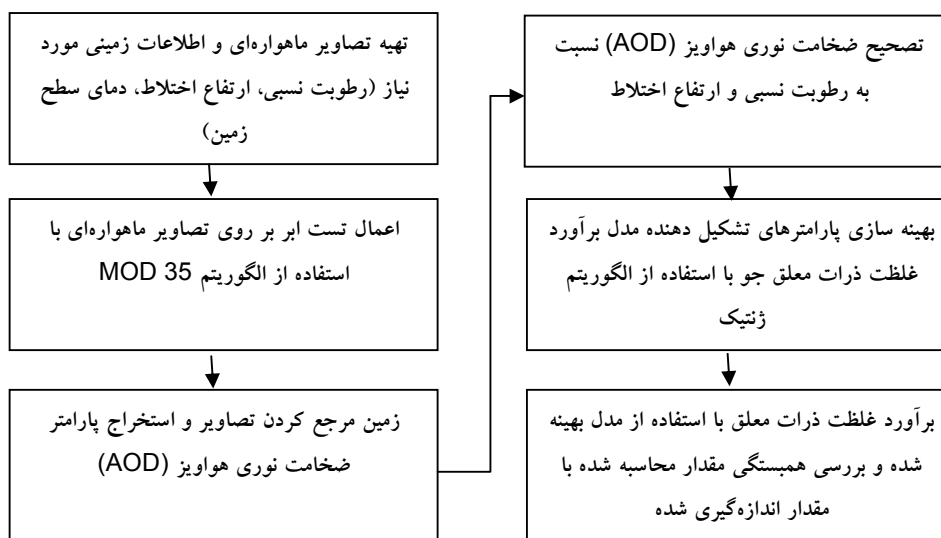 تهیه تصاویر ماهواره‌ای و اطلاعات زمینی مورد
نیاز (رطوبت نسبی، ارتفاع اختلاط، دمای سطح
زمین)
اعمال تست ابر بر روی تصاویر ماهواره‌ای با
استفاده از الگوریتم MOD 35
زمین مرجع کردن تصاویر و استخراج پارامتر
ضخامت نوری هواویز (AOD)
تصحیح ضخامت نوری هواویز (AOD) نسبت
به رطوبت نسبی و ارتفاع اختلاط
بهینه سازی پارامترهای تشکیل دهنده مدل برآورد
غلظت ذرات معلق جو با استفاده از الگوریتم
ژنتیک
برآورد غلظت ذرات معلق با استفاده از مدل بهینه
شده و بررسی همبستگی مقدار محاسبه شده با
مقدار اندازه‌گیری شده